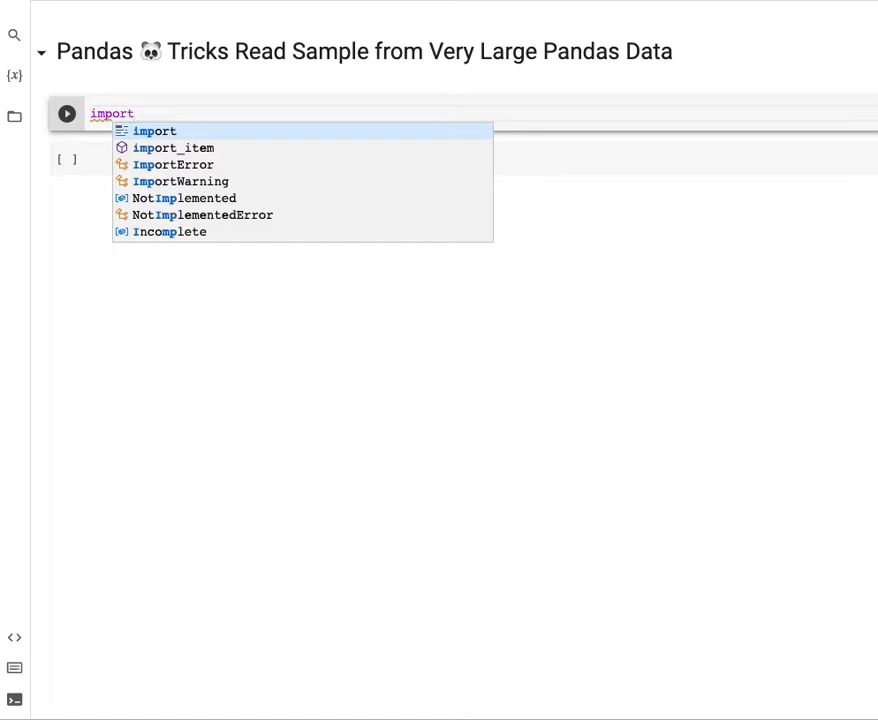 Pandas 🐼 Tricks Read Sample from Very Large Pandas Data
{x}
import
import
import_item
[ ]
ImportError
ImportWarning
NotImplemented
NotImplementedError
Incomplete